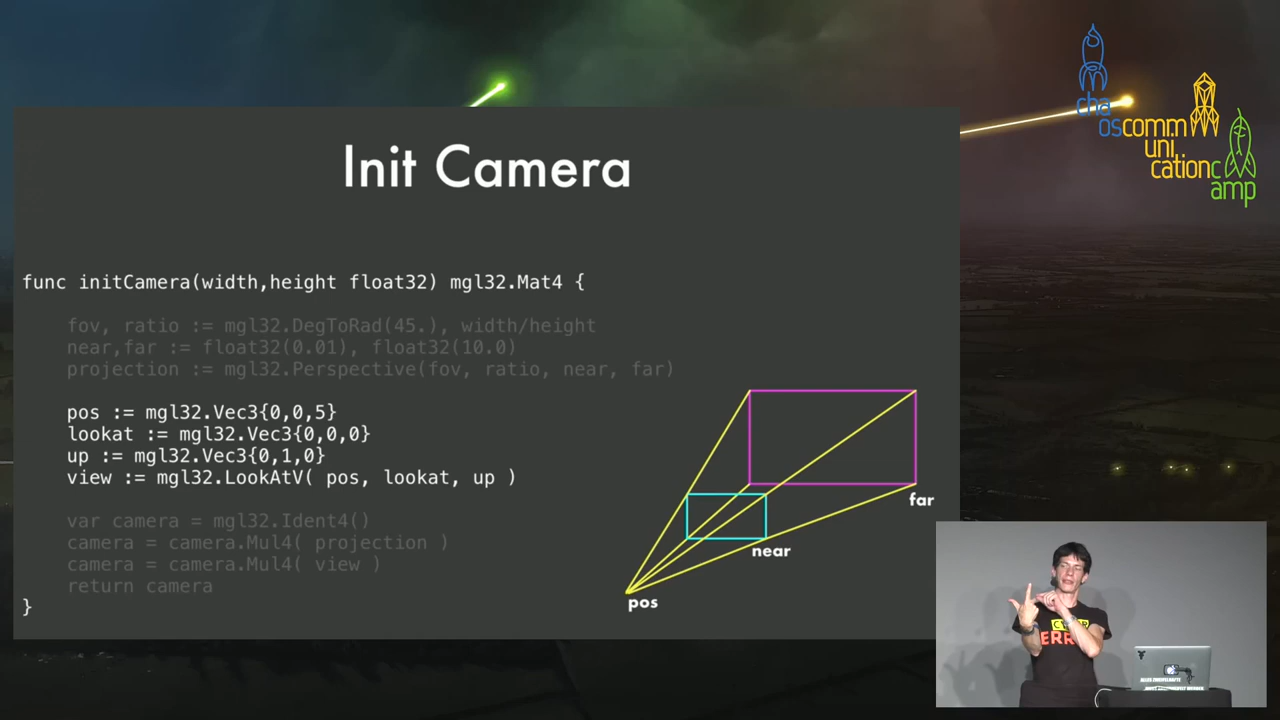 Init Camera
func initCamera(width,height float32) mgl32.Mat4 {
fov, ratio := mgl32.DegToRad(45.), width/height
near,far := float32(0.01), float32(10.0)
projection := mgl32.Perspective(fov, ratio, near, far)
pos := mgl32.Vec3{0,0,5}
lookat := mgl32.Vec3{0,0,0}
up := mgl32.Vec3{0,1,0}
view := mgl32.LookAtV( pos, lookat, up )
var camera = mgl32.Ident4()
camera = camera.Mul4( projection )
camera = camera.Mul4( view )
return camera
}
far
near
pos
cha
oscomm
uni
cationc
amp
ERR